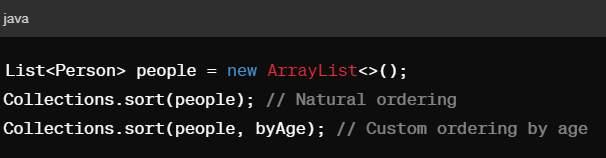 java
List<Person> people = new ArrayList<>();
Collections.sort(people); // Natural ordering
Collections.sort(people, byAge); // Custom ordering by age